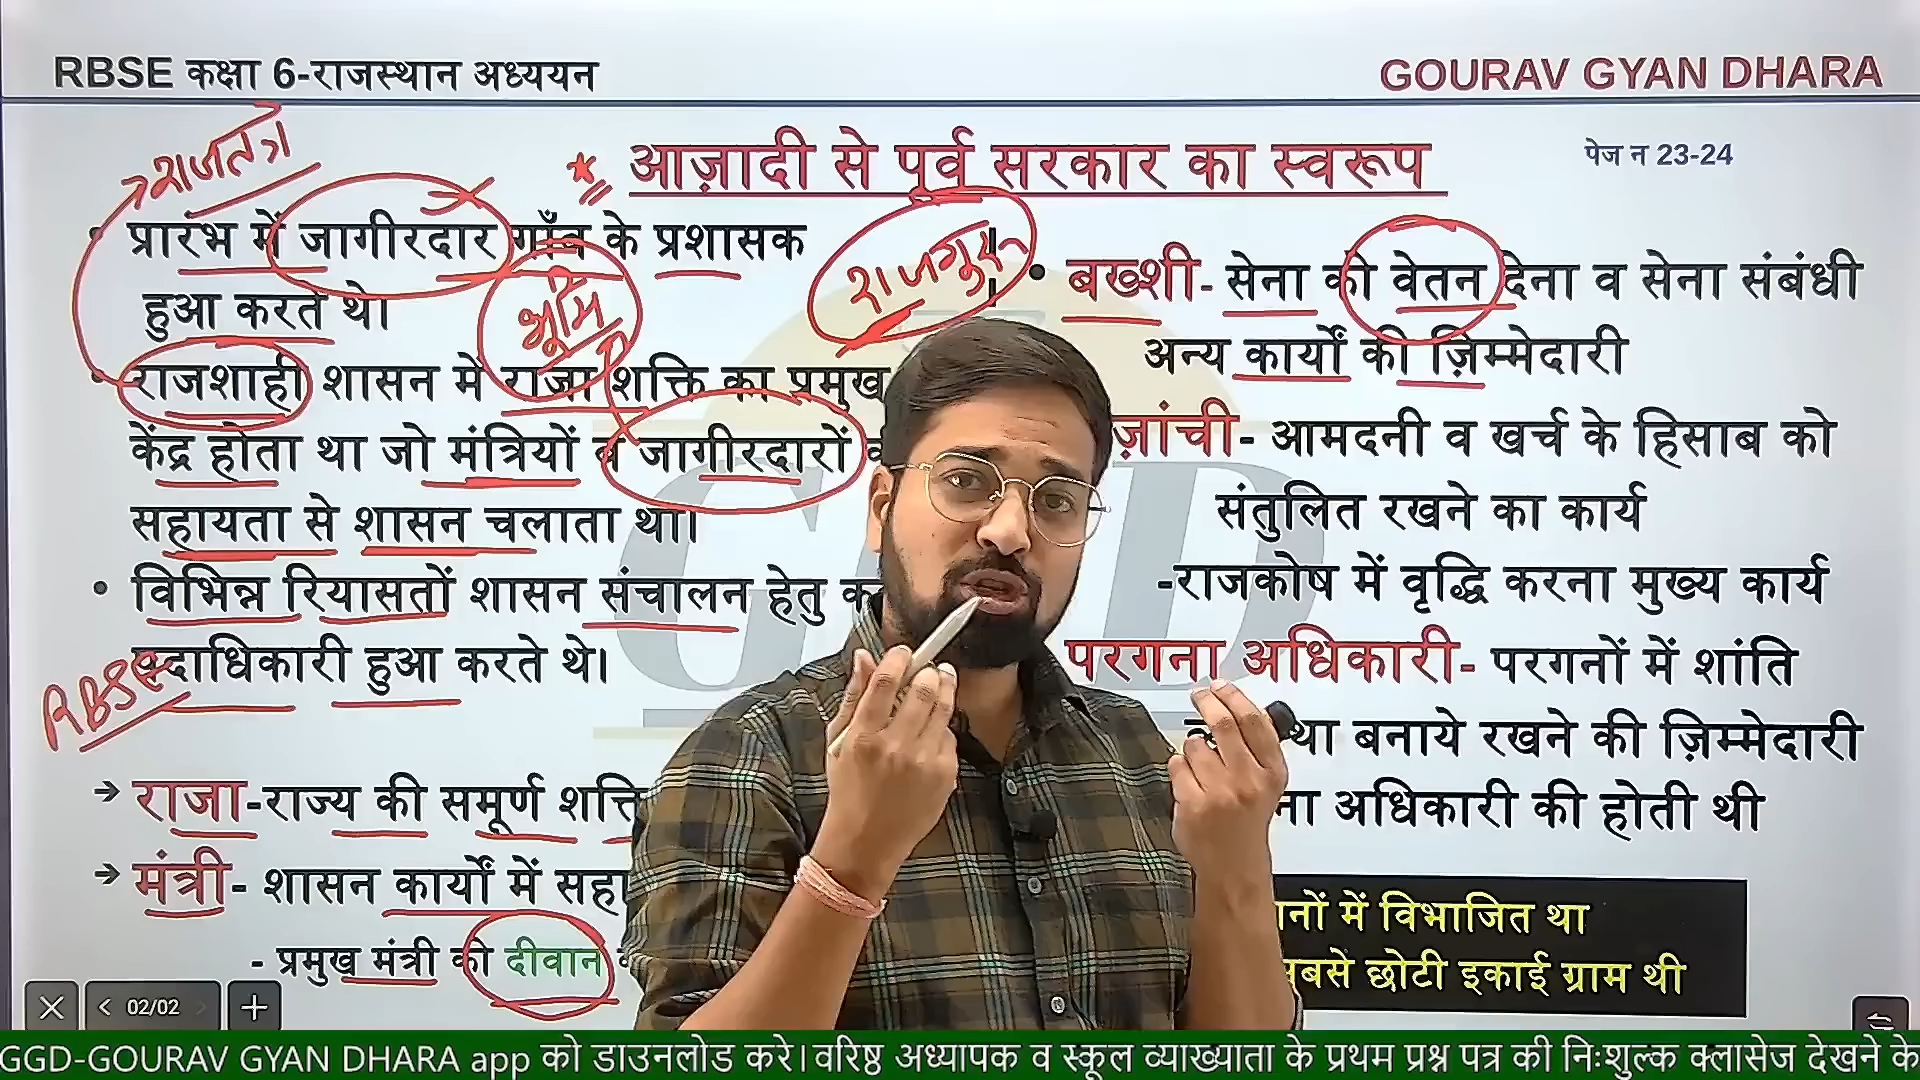 RBSE कक्षा 6-राजस्थान अध्ययन
GOURAV GYAN DHARA
आज़ादी से पूर्व सरकार का स्वरूप
पेज न 23-24
राजतंत्र
• प्रारंभ में जागीरदार गाँव के प्रशासक
हुआ करते थे।
भूमि
राजगुरु
• राजशाही शासन में राजा शक्ति का प्रमुख
केंद्र होता था जो मंत्रियों व जागीरदारों
सहायता से शासन चलाता था।
• विभिन्न रियासतों शासन संचालन हेतु
पदाधिकारी हुआ करते थे।
RBSE
→ राजा-राज्य की समूर्ण
→ मंत्री- शासन कार्यों में
- प्रमुख मंत्री को दीवान
• बख्शी- सेना को वेतन देना व सेना संबंधी
अन्य कार्यों की ज़िम्मेदारी
आमदनी व खर्च के हिसाब को
संतुलित रखने का कार्य
-राजकोष में वृद्धि करना मुख्य कार्य
परगना अधिकारी- परगनों में शांति
बनाये रखने की ज़िम्मेदारी
अधिकारी की होती थी
में विभाजित था
छोटी इकाई ग्राम थी
02/02
GGD-GOURAV GYAN DHARA app को डाउनलोड करे। वरिष्ठ अध्यापक व स्कूल व्याख्याता के प्रथम प्रश्न पत्र की निःशुल्क क्लासेज देखने के